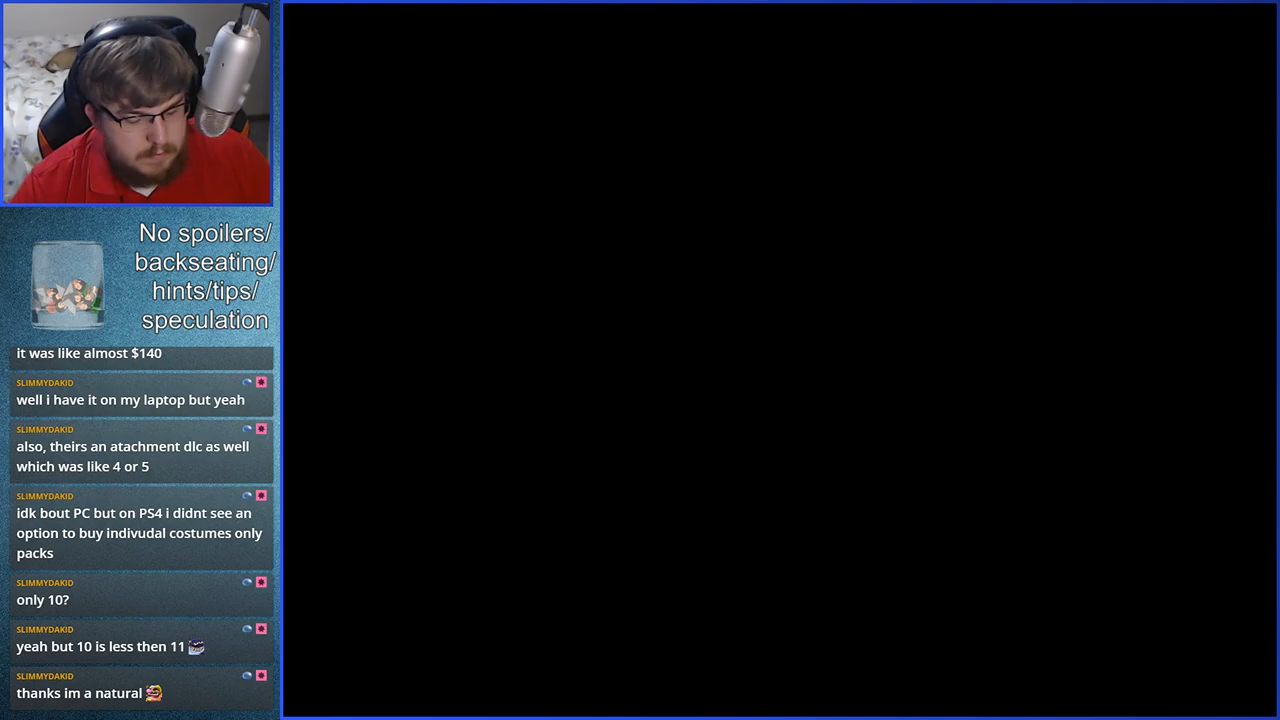 No spoilers/
backseating/
hints/tips/
speculation
it was like almost $140
SLIMMYDAKID
well i have it on my laptop but yeah
SLIMMYDAKID
also, theirs an atachment dlc as well
which was like 4 or 5
SLIMMYDAKID
idk bout PC but on PS4 i didnt see an
option to buy indivudal costumes only
packs
SLIMMYDAKID
only 10?
SLIMMYDAKID
yeah but 10 is less then 11
SLIMMYDAKID
thanks im a natural